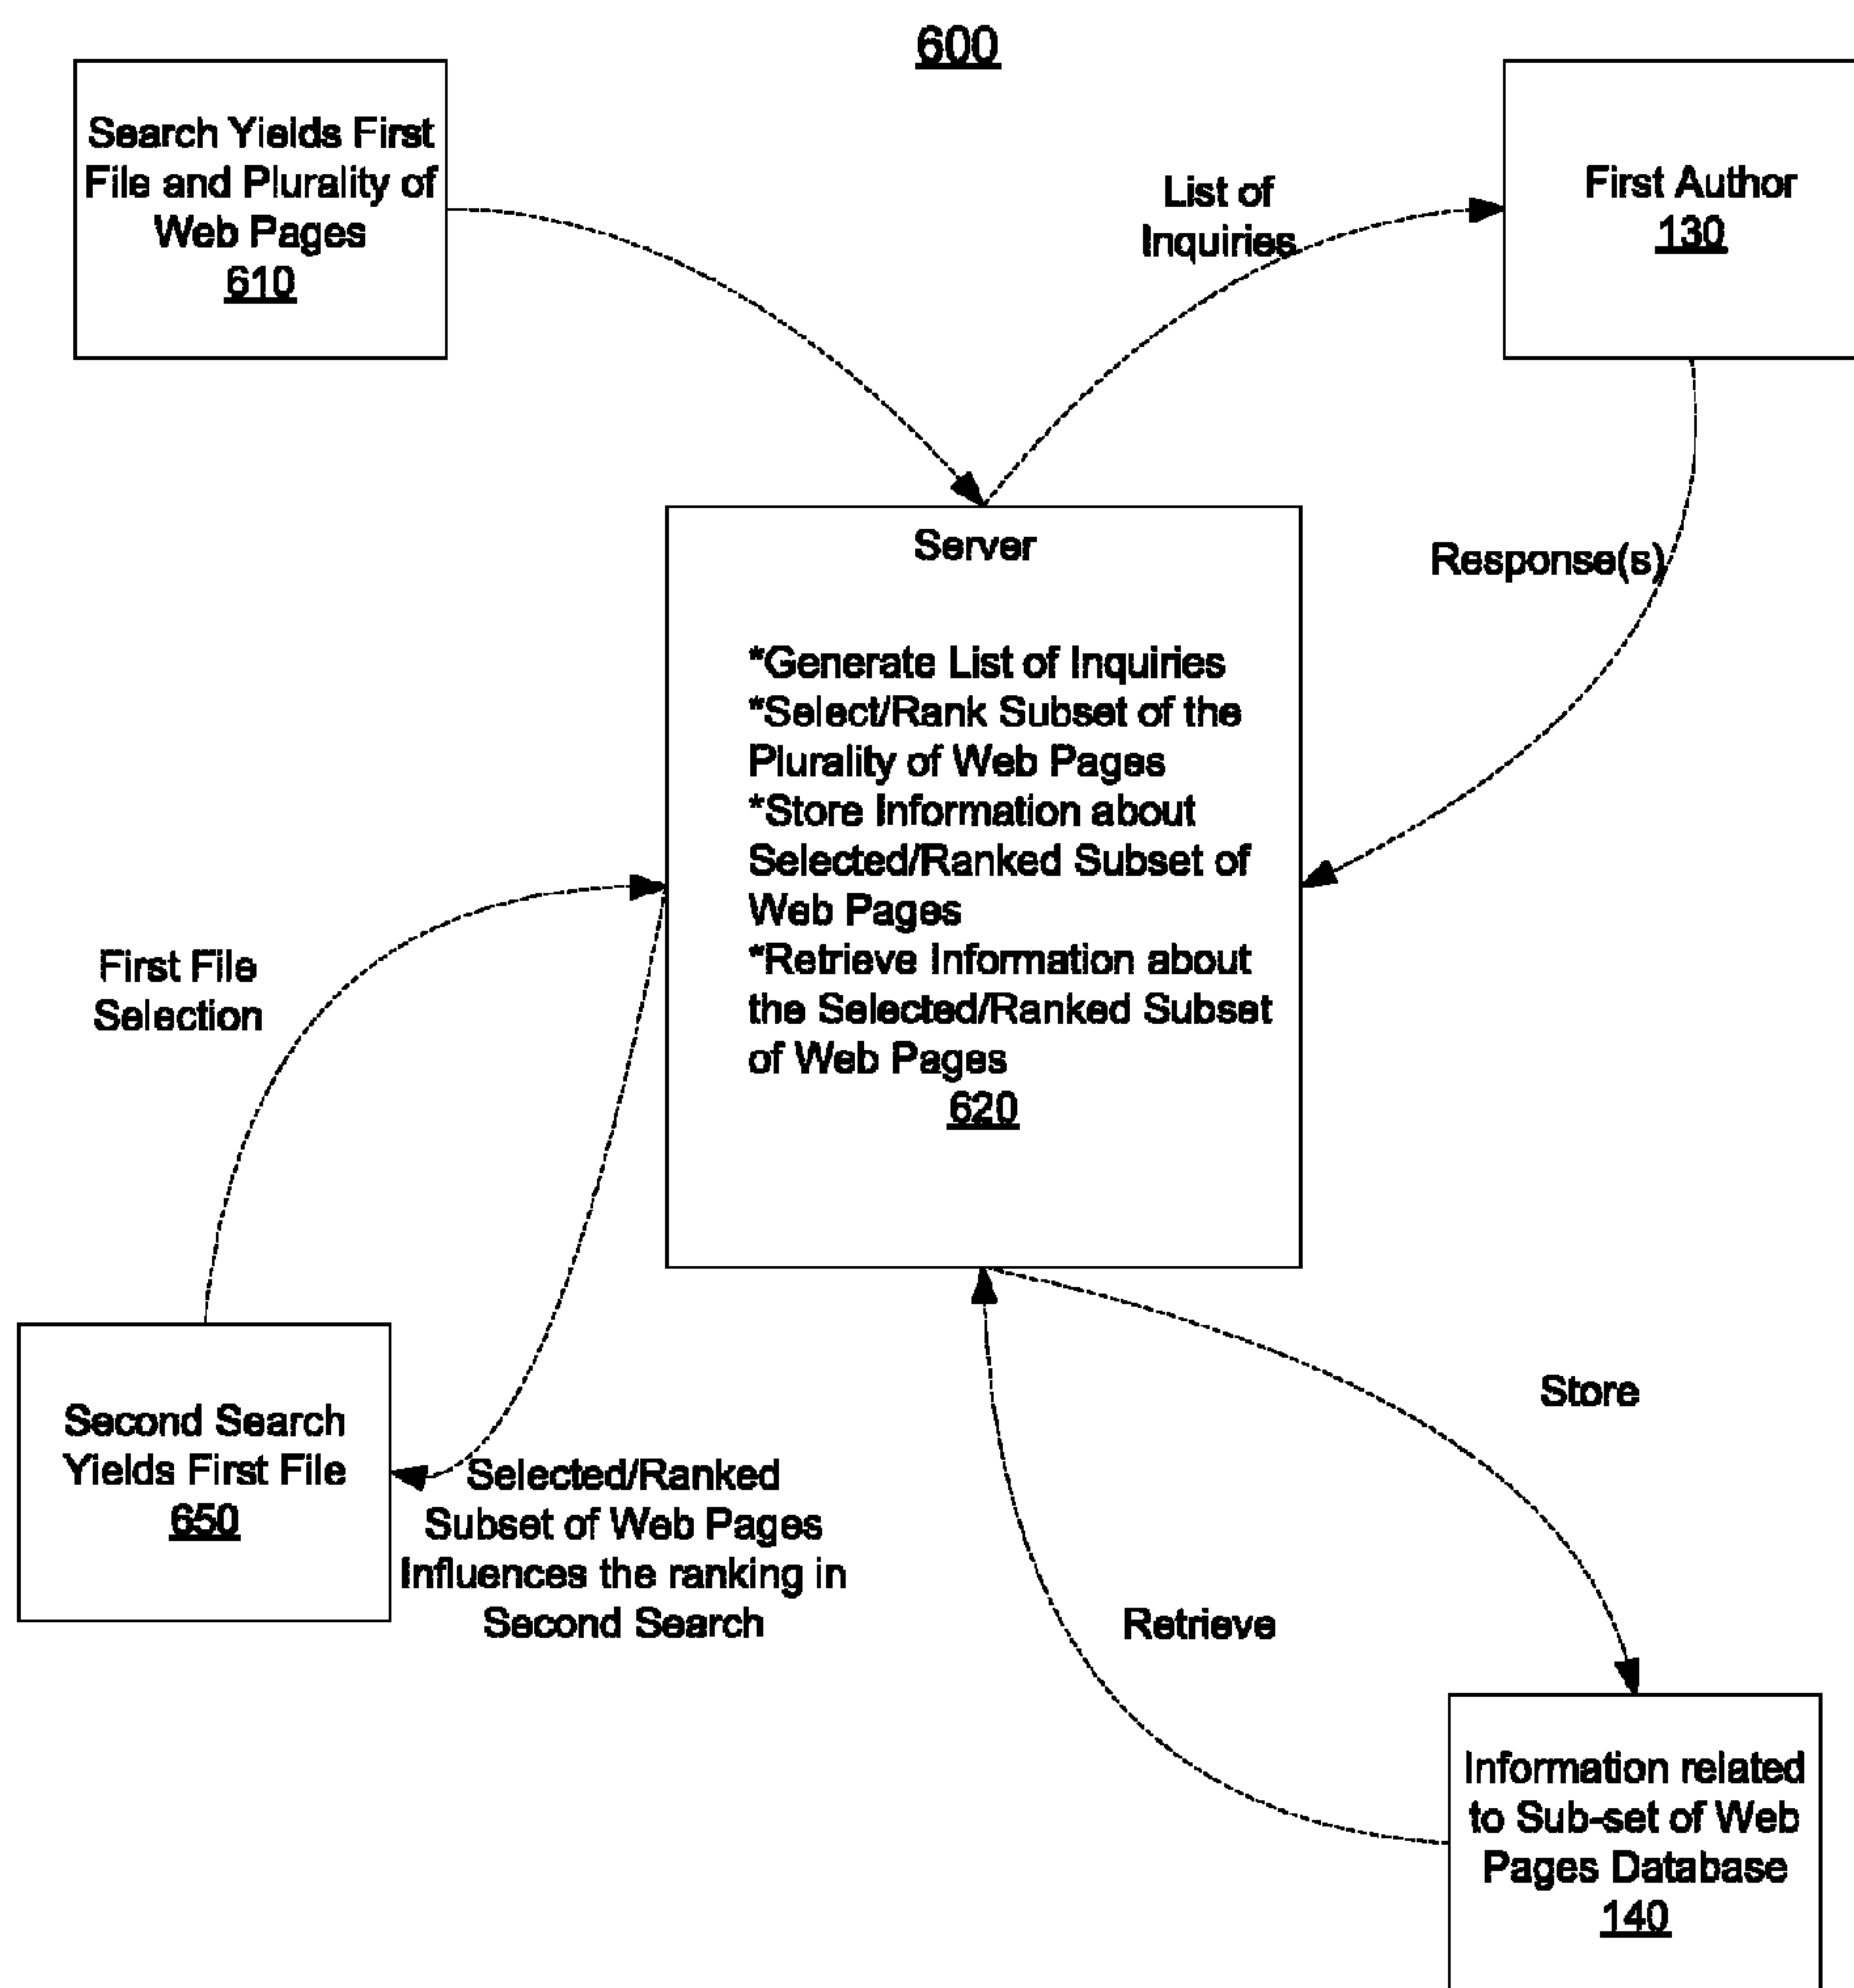 600
Search Yields First
File and Plurality of
Web Pages
610
List of
Inquiries
First Author
130
Response(s)
Server
*Generate List of Inquiries
*Select/Rank Subset of the
Plurality of Web Pages
*Store Information about
Selected/Ranked Subset of
Web Pages
*Retrieve Information about
the Selected/Ranked Subset
of Web Pages
620
First File
Selection
Second Search
Yields First File
650
Selected/Ranked
Subset of Web Pages
Influences the ranking in
Second Search
Store
Retrieve
Information related
to Sub-set of Web
Pages Database
140